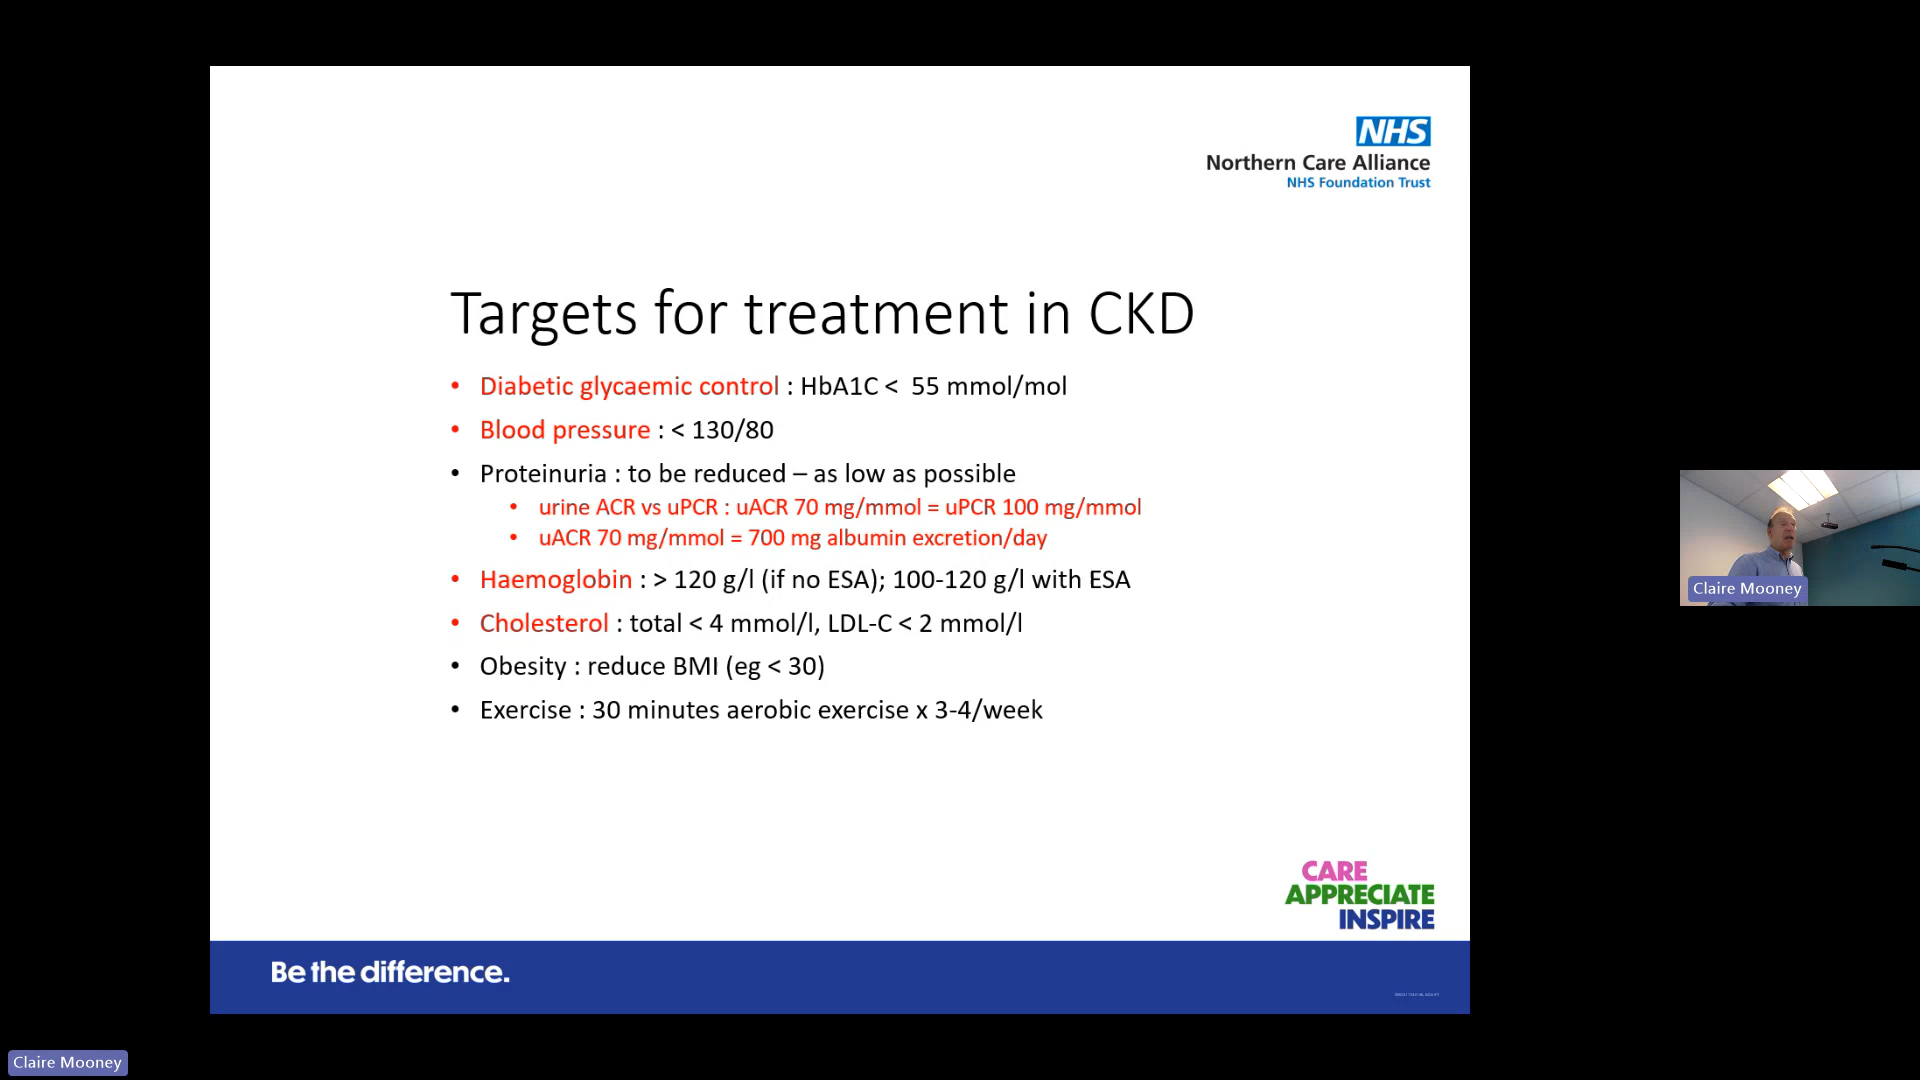 NHS
Northern Care Alliance
NHS Foundation Trust
Targets for treatment in CKD
• Diabetic glycaemic control : HbA1C <  55 mmol/mol
• Blood pressure : < 130/80
• Proteinuria : to be reduced – as low as possible
• urine ACR vs uPCR : uACR 70 mg/mmol = uPCR 100 mg/mmol
• uACR 70 mg/mmol = 700 mg albumin excretion/day
• Haemoglobin : > 120 g/l (if no ESA); 100-120 g/l with ESA
• Cholesterol : total < 4 mmol/l, LDL-C < 2 mmol/l
• Obesity : reduce BMI (eg < 30)
• Exercise : 30 minutes aerobic exercise x 3-4/week
CARE
APPRECIATE
INSPIRE
Be the difference.
Claire Mooney
Claire Mooney